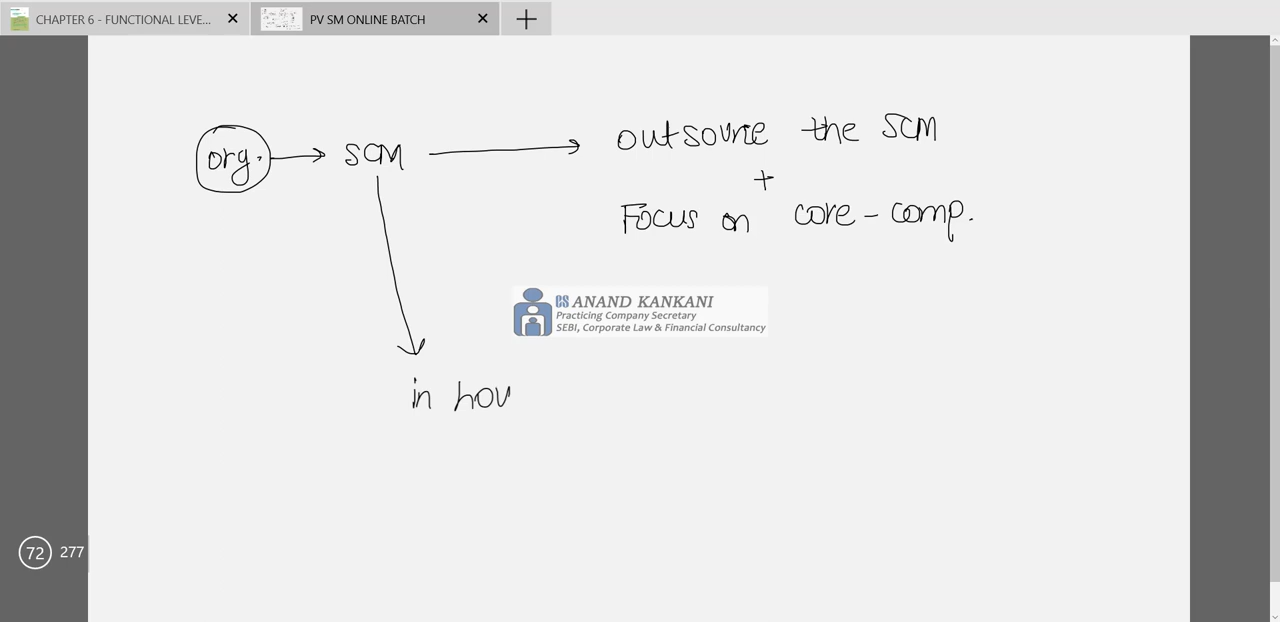 CHAPTER 6 - FUNCTIONAL LEVE...
PV SM ONLINE BATCH
org. SCM outsource the SCM
+
Focus on core - comp.
CS ANAND KANKANI
Practicing Company Secretary
SEBI, Corporate Law & Financial Consultancy
in hou
72 277